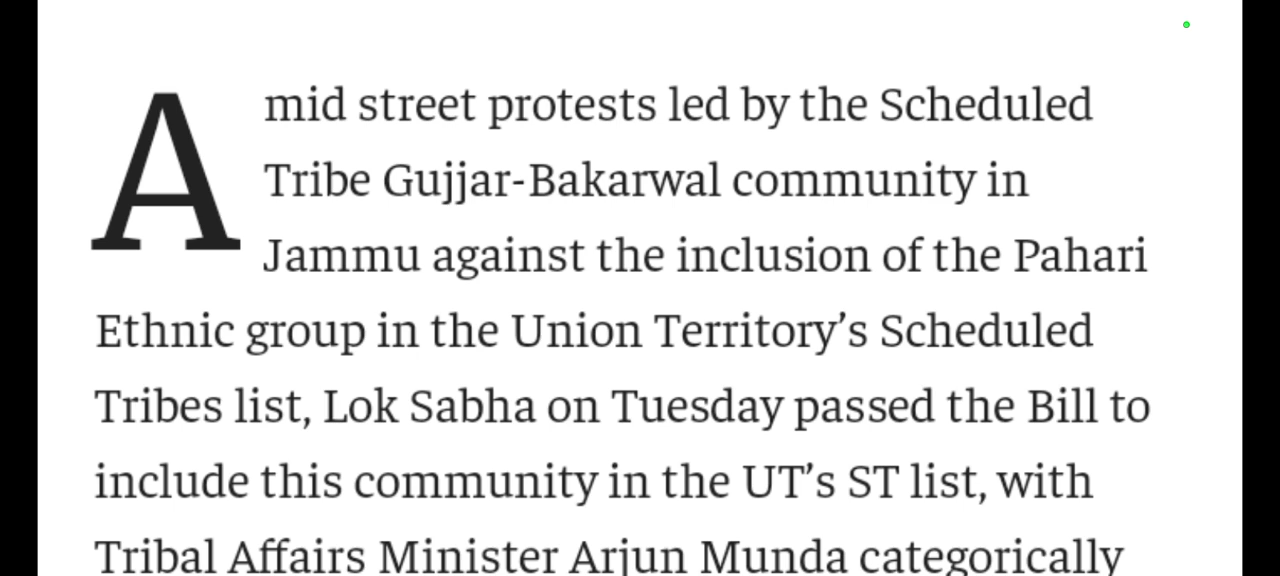 Amid street protests led by the Scheduled
Tribe Gujjar-Bakarwal community in
Jammu against the inclusion of the Pahari
Ethnic group in the Union Territory’s Scheduled
Tribes list, Lok Sabha on Tuesday passed the Bill to
include this community in the UT’s ST list, with
Tribal Affairs Minister Arjun Munda categorically